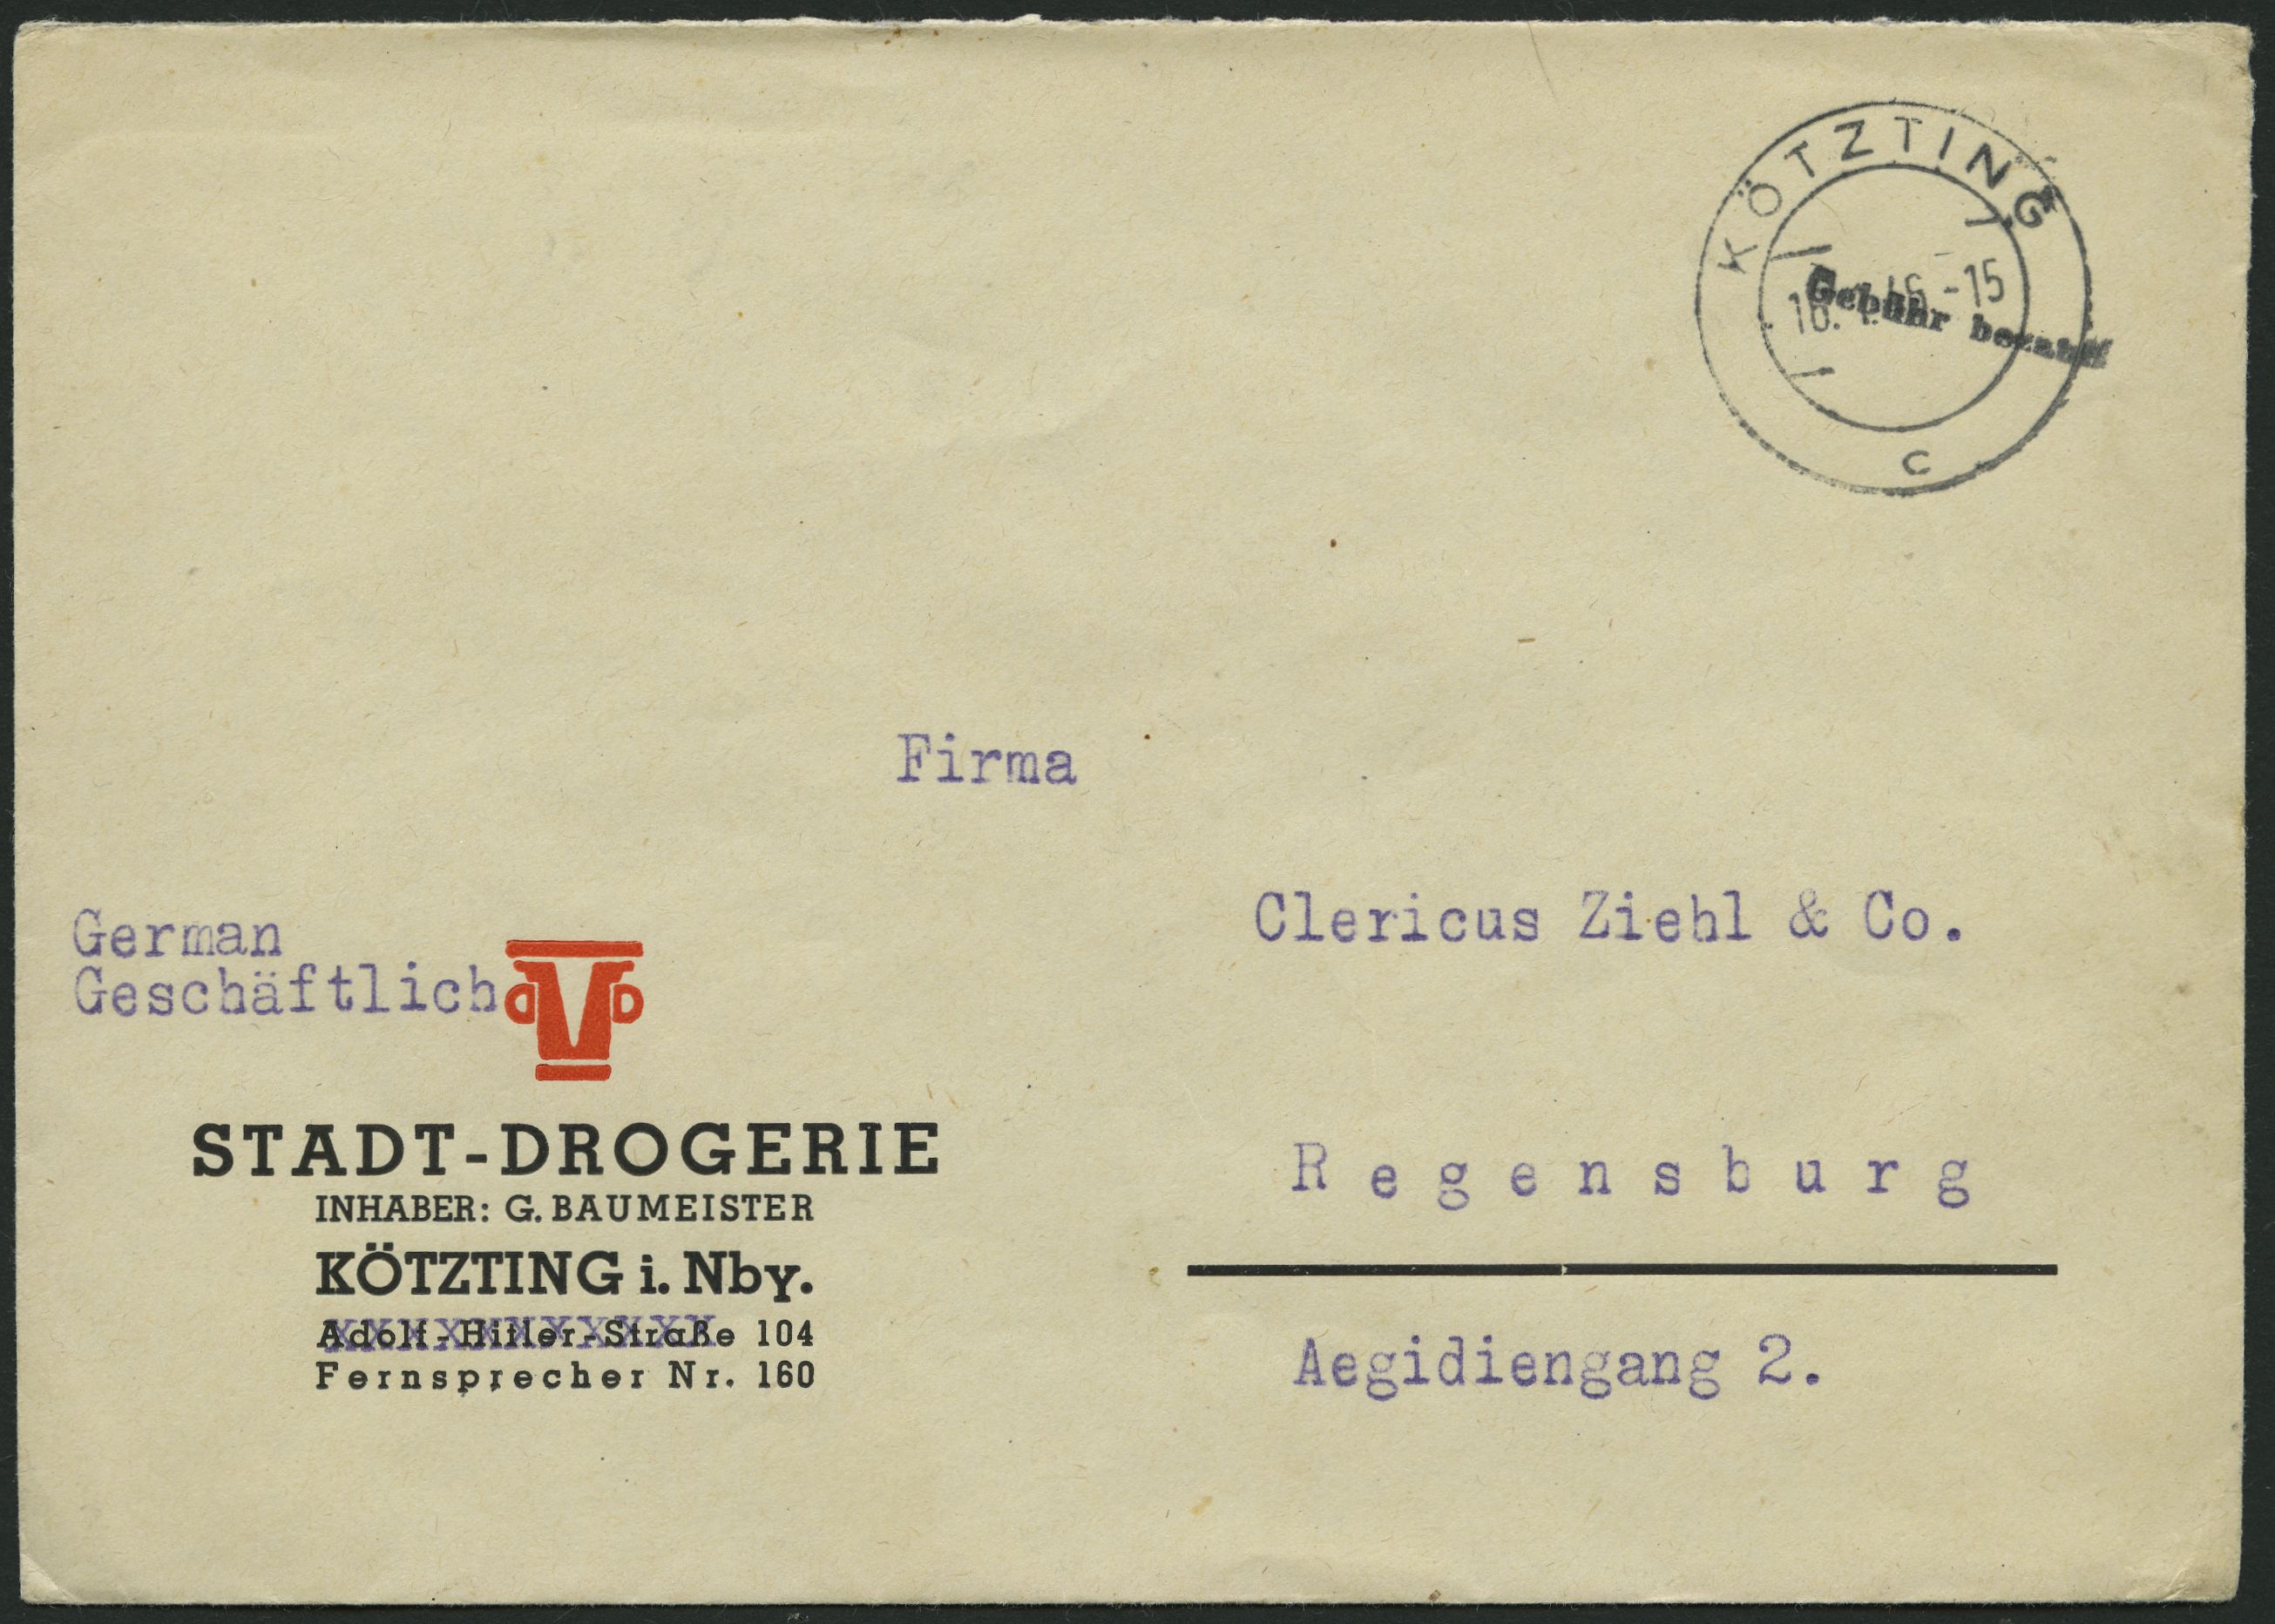 KÖTZTING
-15
Gebühr bezahlt
c
Firma
Clericus Ziehl & Co.
German
Geschäftlich
STADT-DROGERIE
INHABER: G. BAUMEISTER
KÖTZTING i. Nby.
Adolf-Hitler-Straße 104
Fernsprecher Nr. 160
Regensburg
Aegidiengang 2.